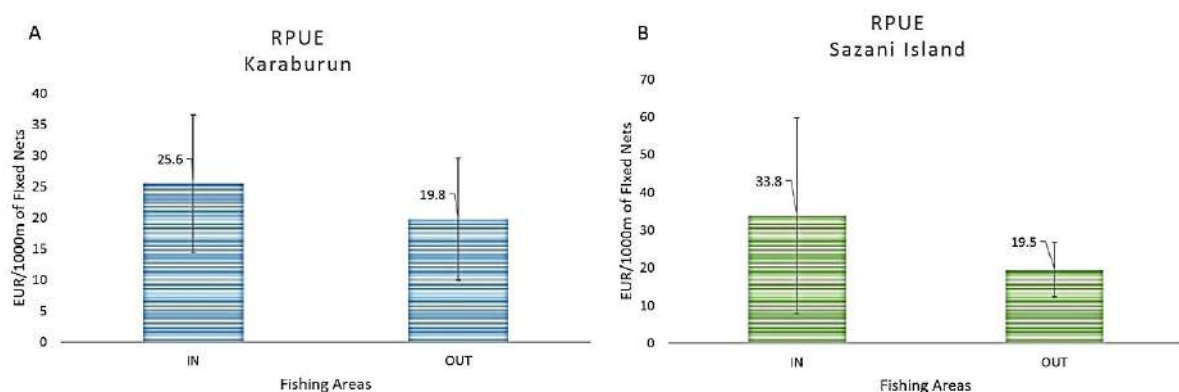 A
RPUE
Karaburun
EUR/1000m of Fixed Nets
40
35
30
25
20
15
10
5
0
25.6
19.8
IN
OUT
Fishing Areas
B
RPUE
Sazani Island
EUR/1000m of Fixed Nets
70
60
50
40
30
20
10
0
33.8
19.5
IN
OUT
Fishing Areas